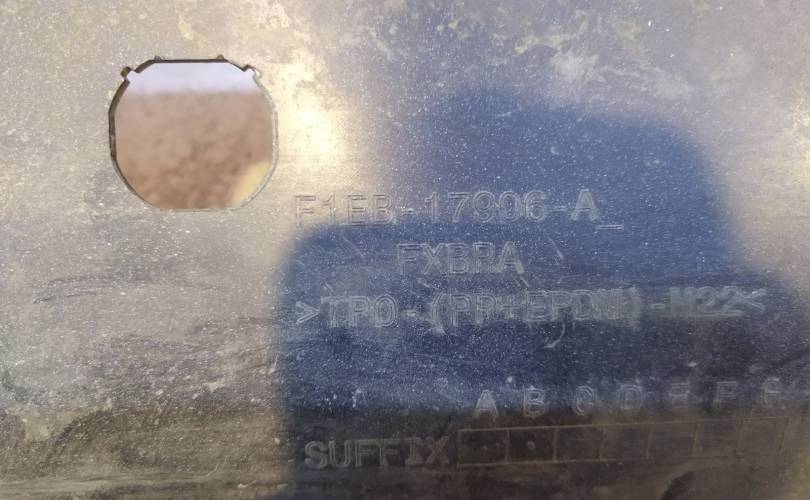 F1EB-17906-A_
FXBRA
>TPO-(PP+EPDM)-M22<
A B C D E F G
SUFFIX